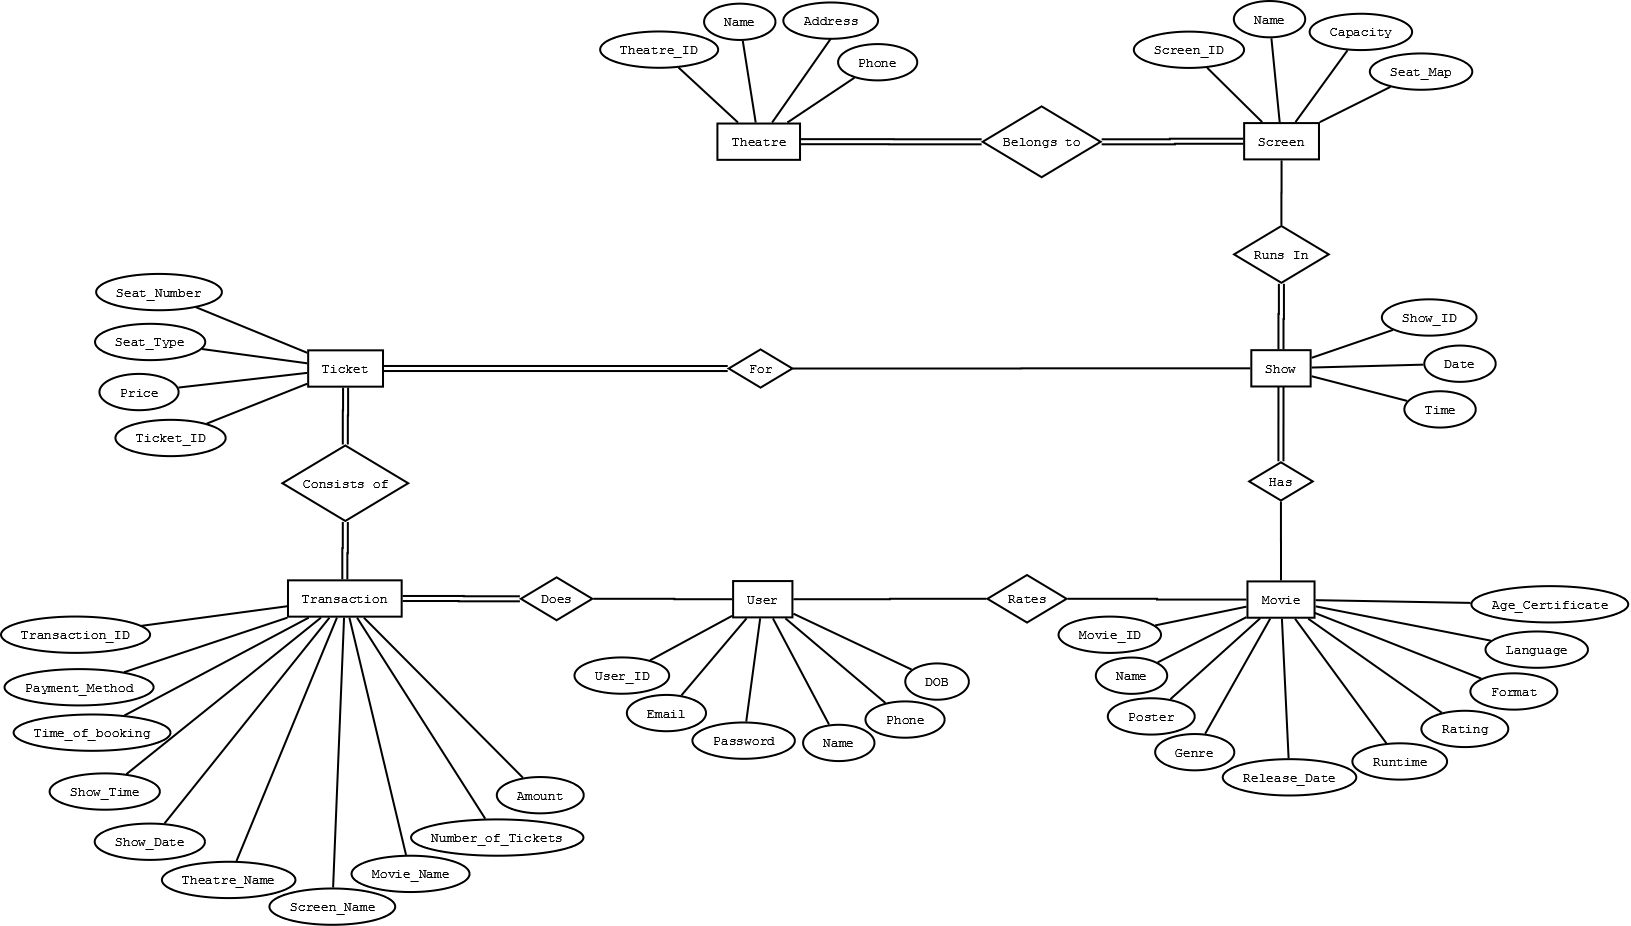 Name
Address
Theatre_ID
Phone
Name
Capacity
Screen_ID
Seat_Map
Theatre
Belongs to
Screen
Runs In
Seat_Number
Seat_Type
Price
Ticket_ID
Ticket
For
Show
Show_ID
Date
Time
Consists of
Has
Transaction
Does
User
Rates
Movie
Transaction_ID
Payment_Method
Time_of_booking
Show_Time
Show_Date
Theatre_Name
Screen_Name
Movie_Name
Number_of_Tickets
Amount
User_ID
Email
Password
Name
Phone
DOB
Movie_ID
Name
Poster
Genre
Release_Date
Runtime
Rating
Format
Language
Age_Certificate